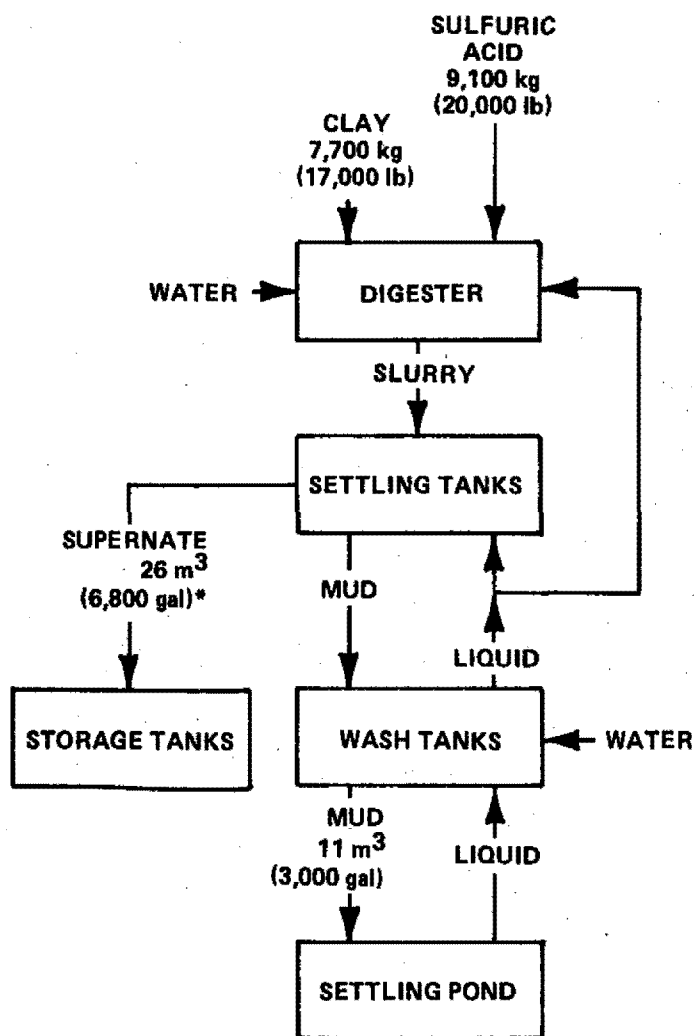 SULFURIC
ACID
9,100 kg
(20,000 lb)
CLAY
7,700 kg
(17,000 lb)
WATER
DIGESTER
SLURRY
SETTLING TANKS
SUPERNATE
26 m³
(6,800 gal)*
MUD
LIQUID
STORAGE TANKS
WASH TANKS
WATER
MUD
11 m³
(3,000 gal)
LIQUID
SETTLING POND